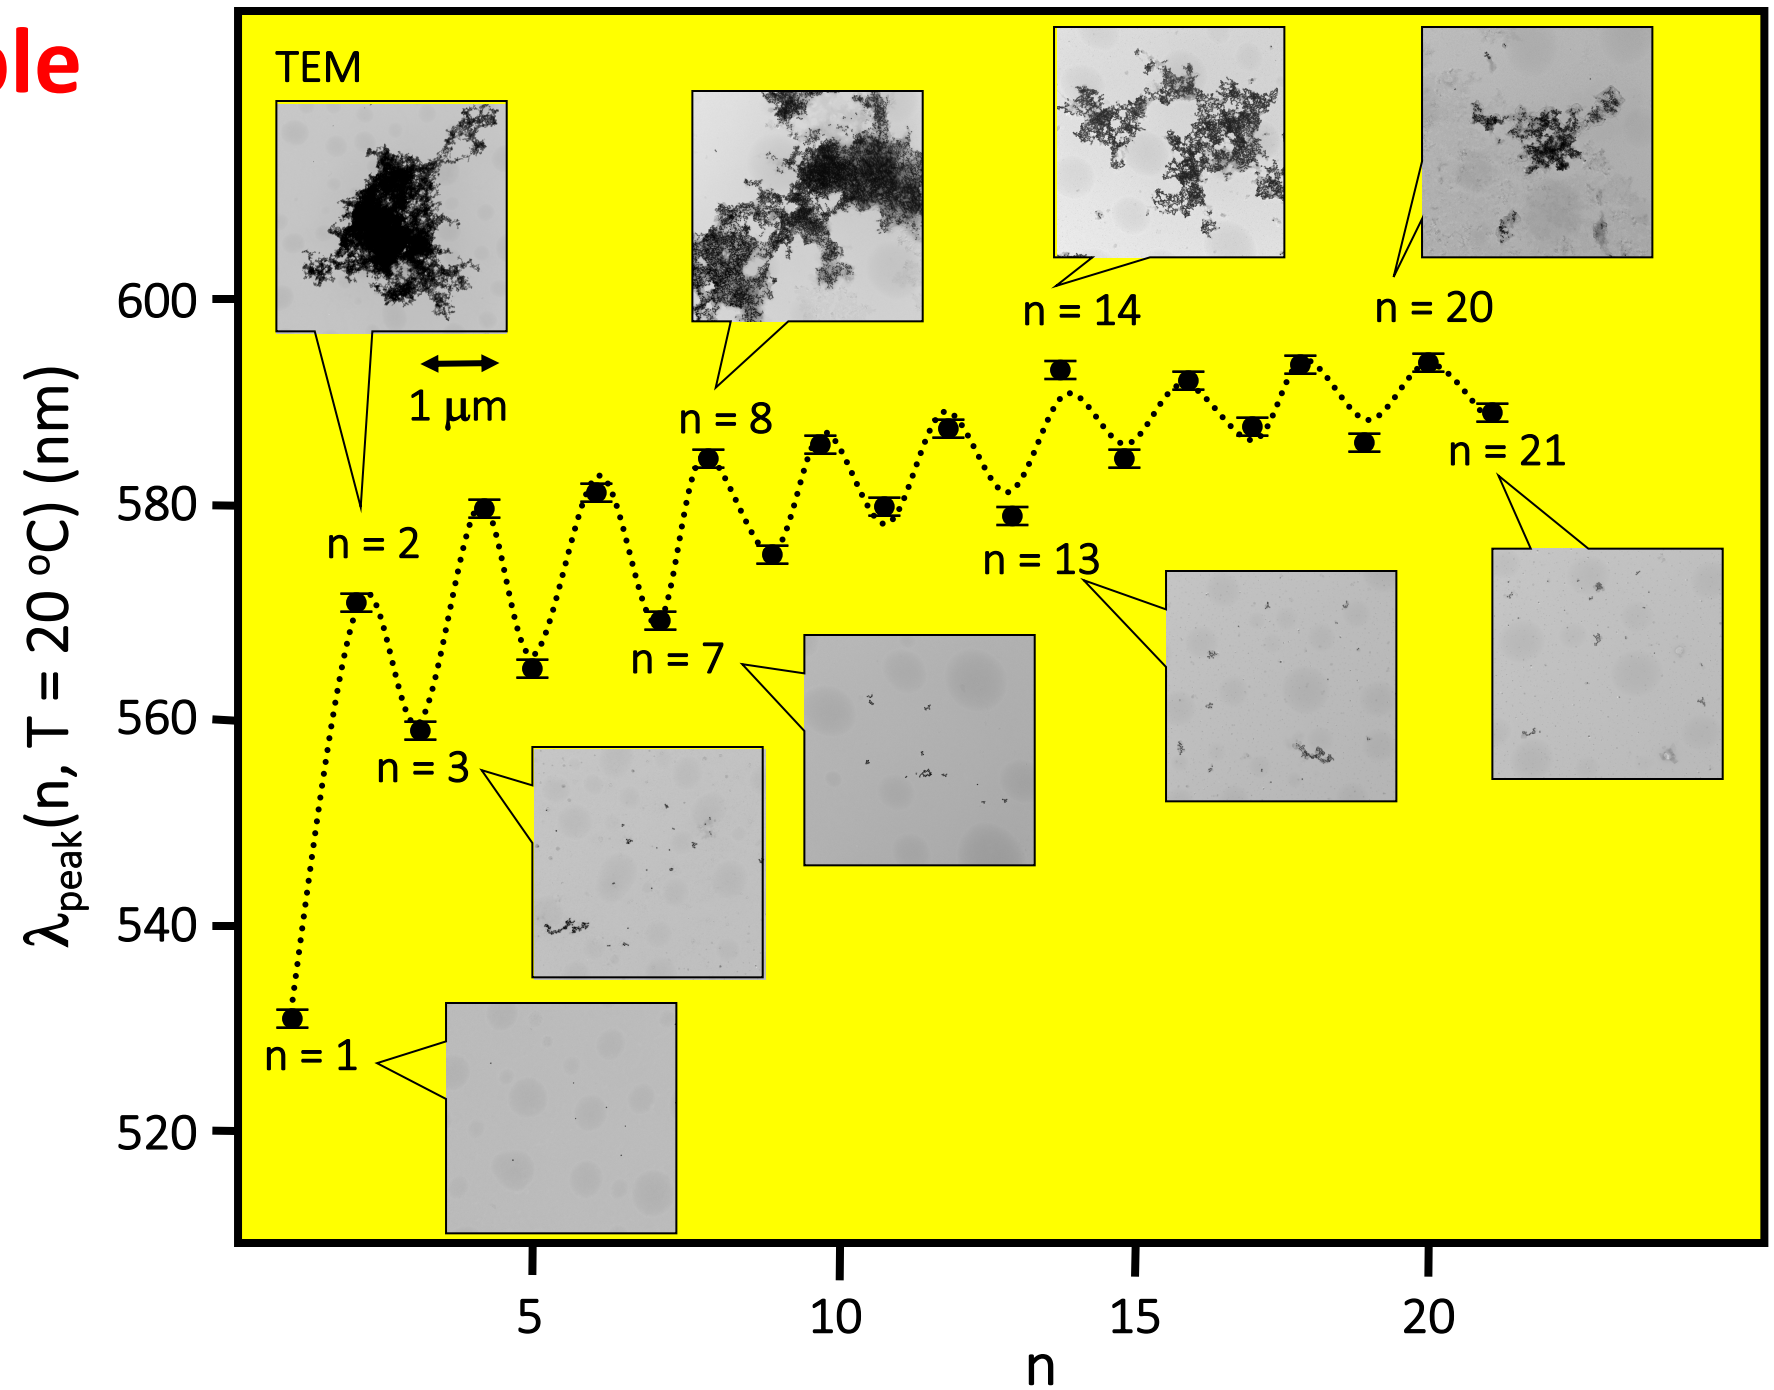 TEM
n = 14
n = 20
600
1 μm
n = 8
n = 21
580
n = 2
n = 13
n = 7
560
n = 3
540
n = 1
520
λpeak(n, T = 20 ºC) (nm)
5
10
15
20
n